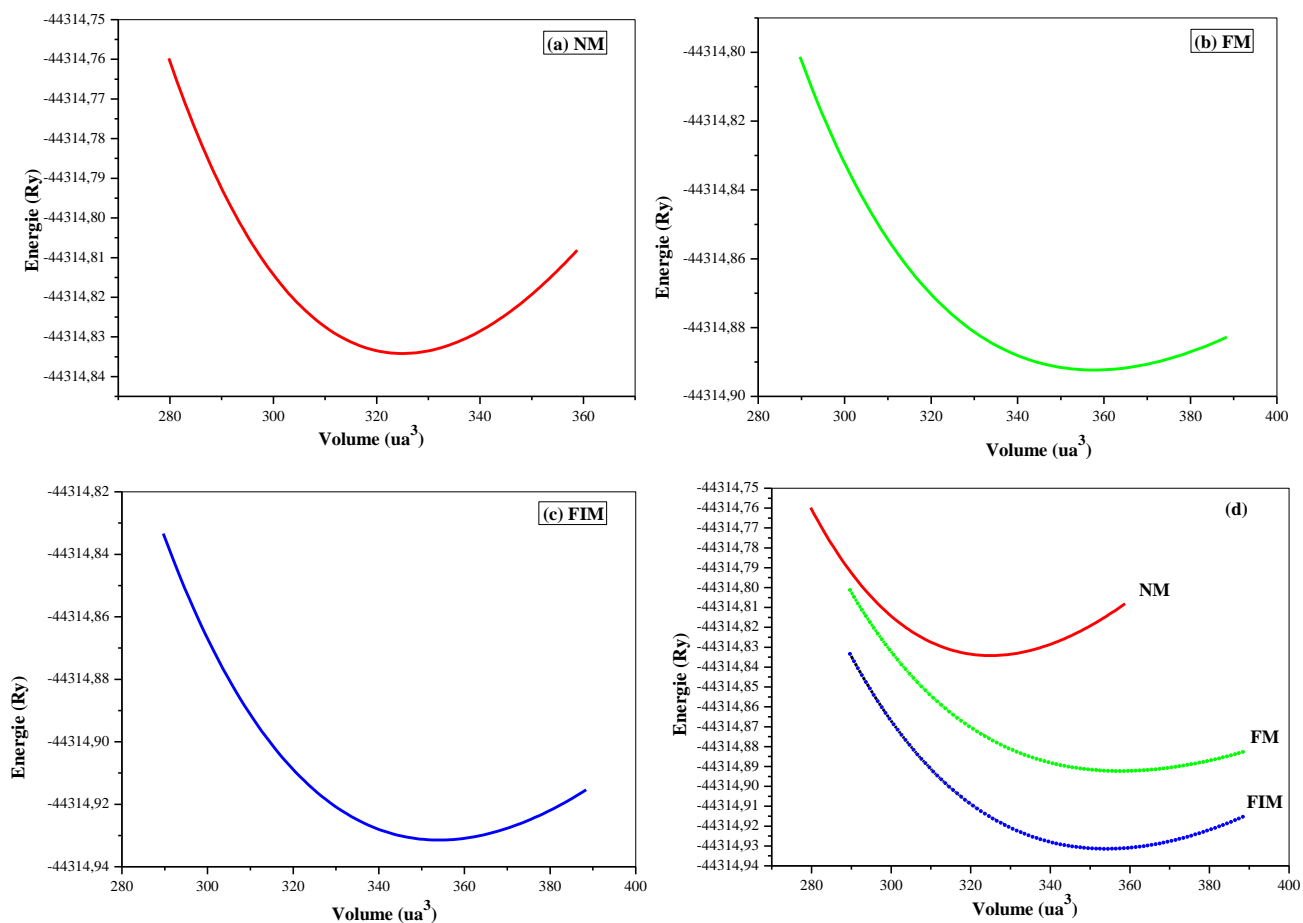 (a) NM
-44314,75
-44314,76
-44314,77
-44314,78
-44314,79
-44314,80
-44314,81
-44314,82
-44314,83
-44314,84
Energie (Ry)
280 300 320 340 360
Volume (ua³)
(b) FM
-44314,80
-44314,82
-44314,84
-44314,86
-44314,88
-44314,90
Energie (Ry)
280 300 320 340 360 380 400
Volume (ua³)
(c) FIM
-44314,82
-44314,84
-44314,86
-44314,88
-44314,90
-44314,92
-44314,94
Energie (Ry)
280 300 320 340 360 380 400
Volume (ua³)
(d)
-44314,75
-44314,76
-44314,77
-44314,78
-44314,79
-44314,80
-44314,81
-44314,82
-44314,83
-44314,84
-44314,85
-44314,86
-44314,87
-44314,88
-44314,89
-44314,90
-44314,91
-44314,92
-44314,93
-44314,94
Energie (Ry)
NM
FM
FIM
280 300 320 340 360 380 400
Volume (ua³)